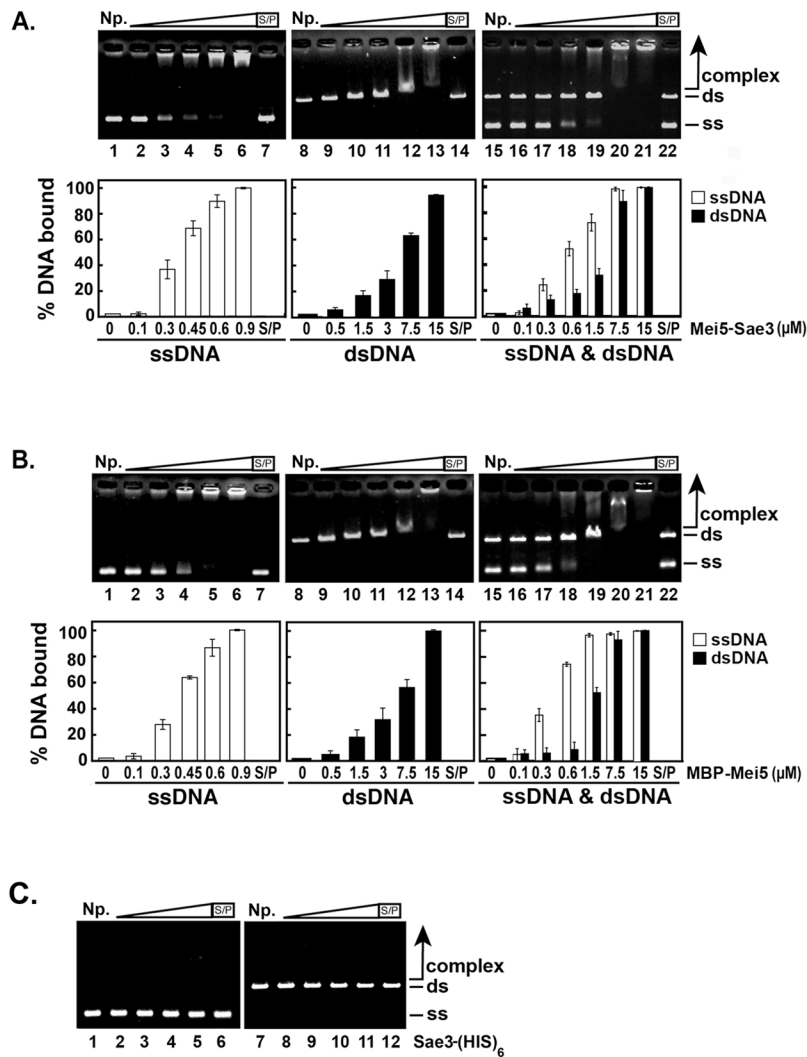 A.
Np. S/P Np. S/P Np. S/P
complex
ds
ss
1 2 3 4 5 6 7 8 9 10 11 12 13 14 15 16 17 18 19 20 21 22
% DNA bound
100
80
60
40
20
ssDNA
dsDNA
0 0.1 0.3 0.45 0.6 0.9 S/P 0 0.5 1.5 3 7.5 15 S/P 0 0.1 0.3 0.6 1.5 7.5 15 S/P Mei5-Sae3 (µM)
ssDNA dsDNA ssDNA & dsDNA
B.
Np. S/P Np. S/P Np. S/P
complex
ds
ss
1 2 3 4 5 6 7 8 9 10 11 12 13 14 15 16 17 18 19 20 21 22
% DNA bound
100
80
60
40
20
ssDNA
dsDNA
0 0.1 0.3 0.45 0.6 0.9 S/P 0 0.5 1.5 3 7.5 15 S/P 0 0.1 0.3 0.6 1.5 7.5 15 S/P MBP-Mei5 (µM)
ssDNA dsDNA ssDNA & dsDNA
C.
Np. S/P Np. S/P
complex
ds
ss
1 2 3 4 5 6 7 8 9 10 11 12 Sae3-(HIS)6